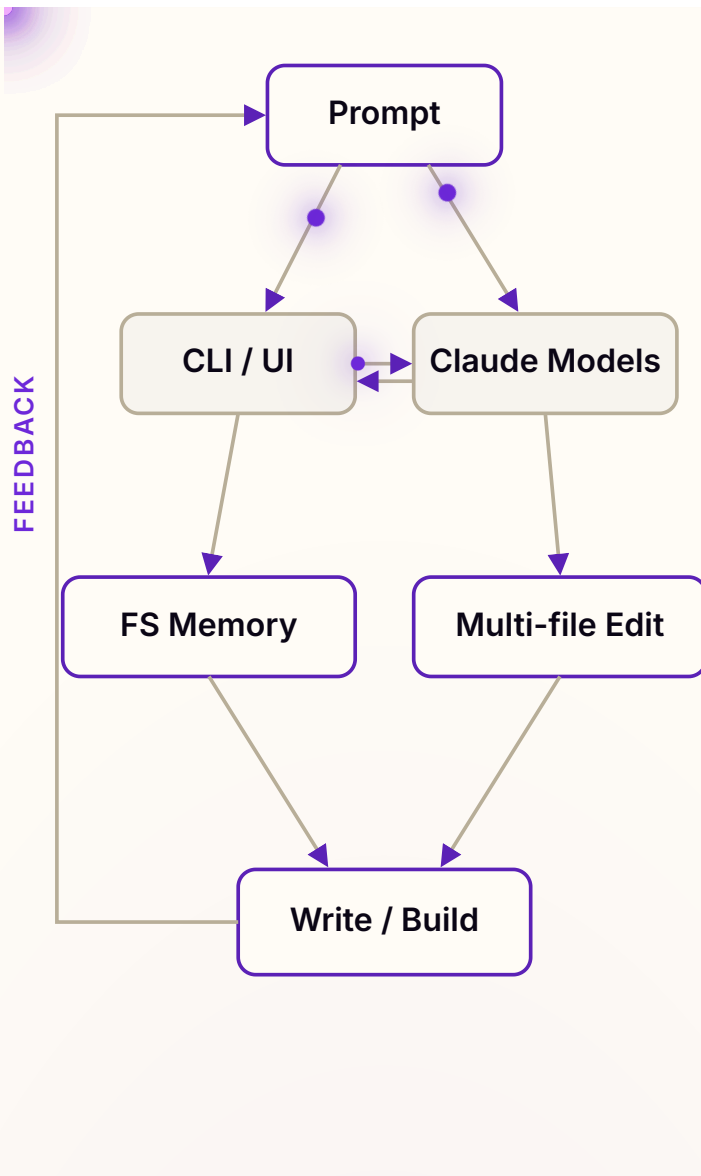 Prompt
CLI / UI
Claude Models
FEEDBACK
FS Memory
Multi-file Edit
Write / Build